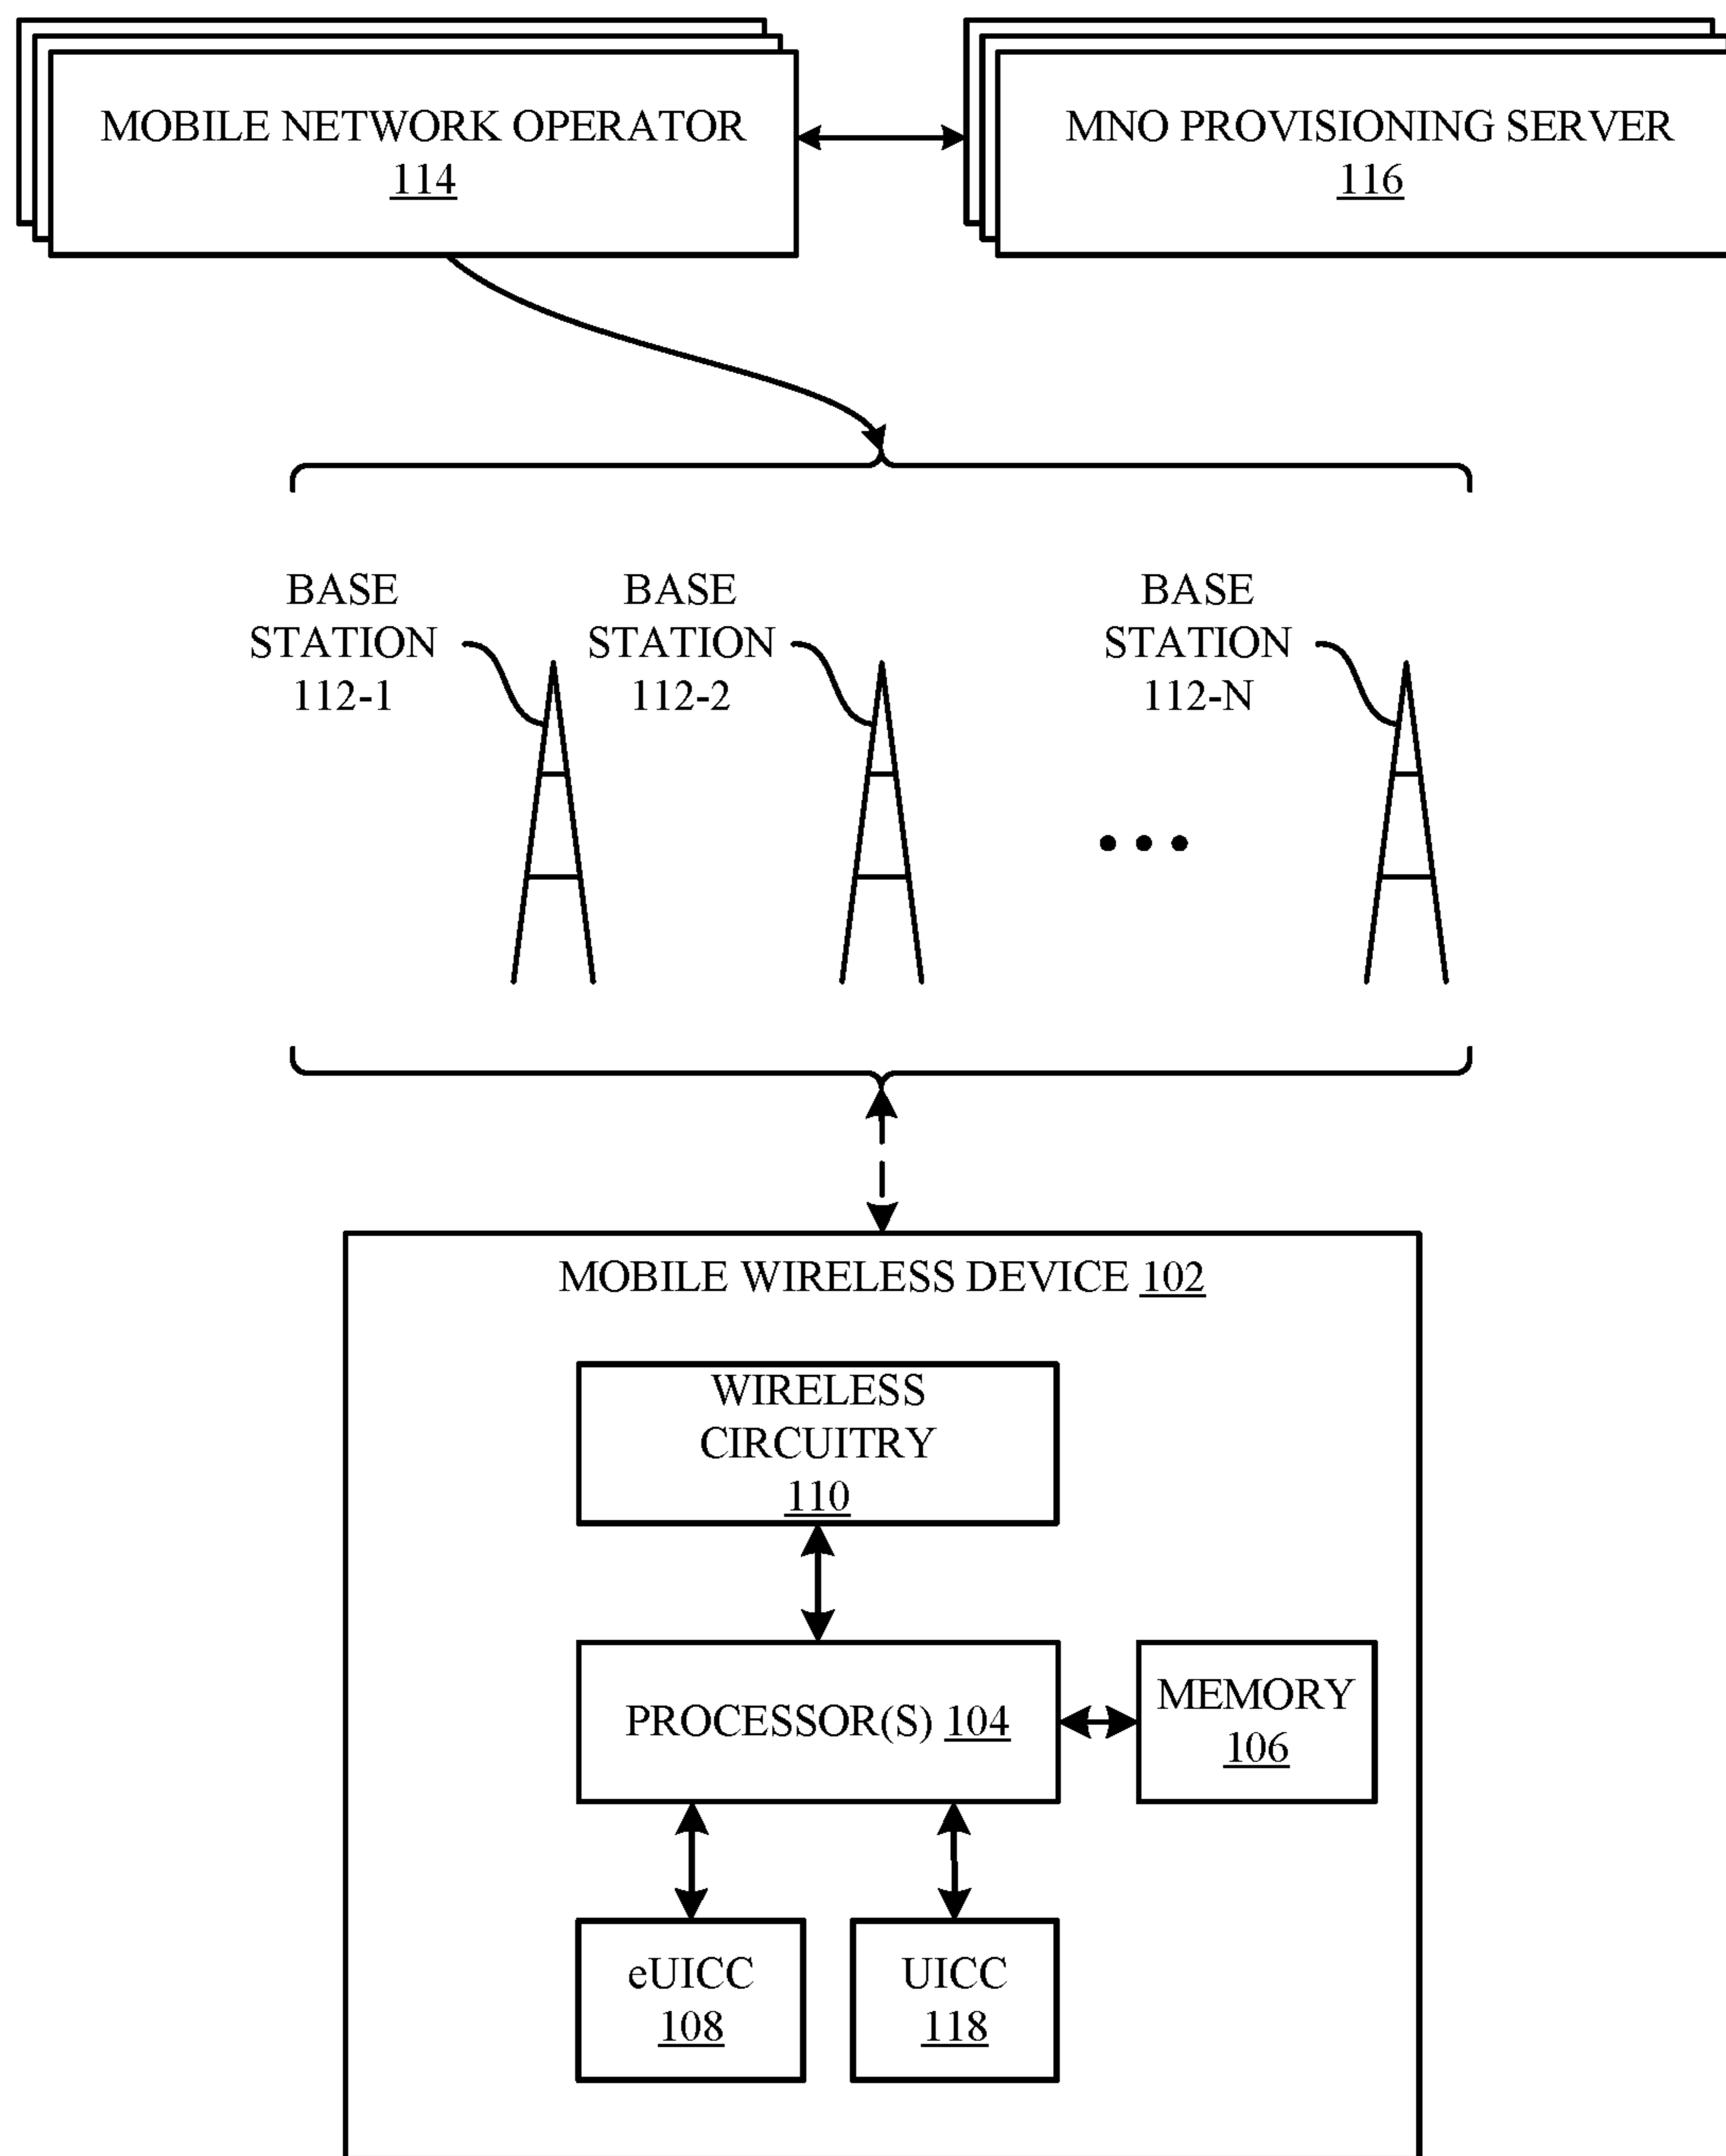 MOBILE NETWORK OPERATOR
114
MNO PROVISIONING SERVER
116
BASE
STATION
112-1
BASE
STATION
112-2
BASE
STATION
112-N
MOBILE WIRELESS DEVICE 102
WIRELESS
CIRCUITRY
110
PROCESSOR(S) 104
MEMORY
106
eUICC
108
UICC
118